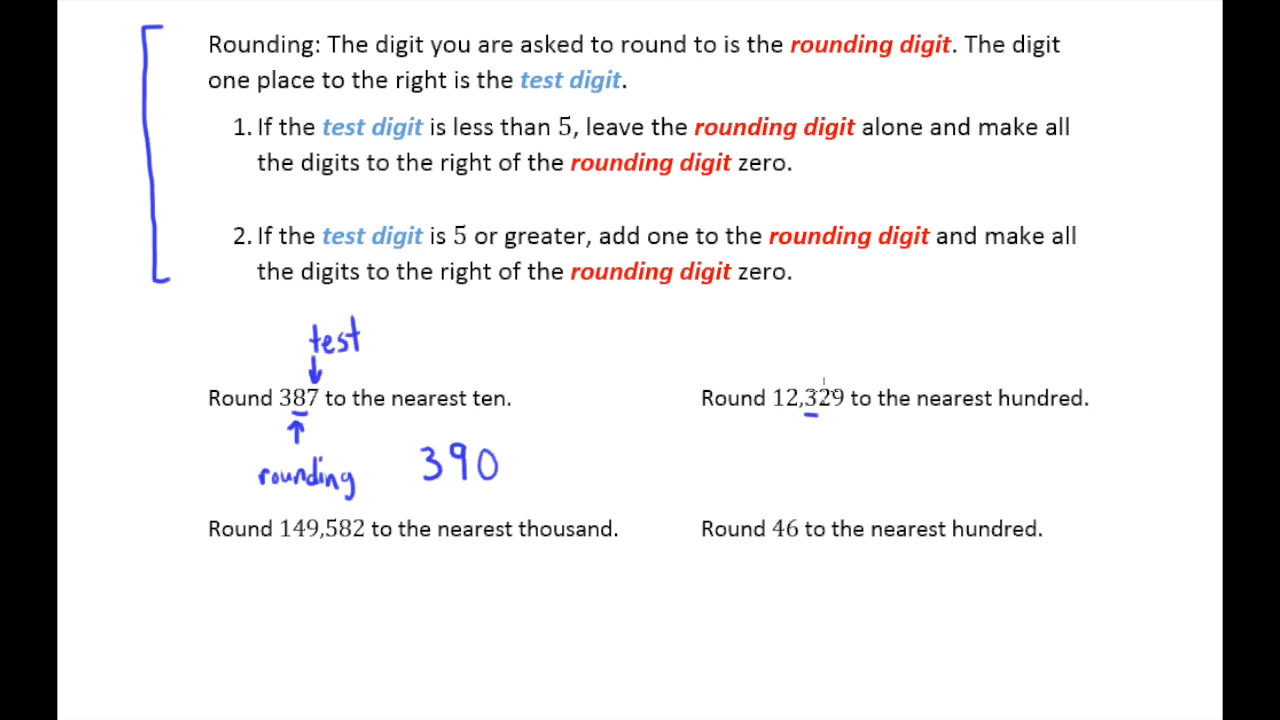 Rounding: The digit you are asked to round to is the rounding digit. The digit
one place to the right is the test digit.
1. If the test digit is less than 5, leave the rounding digit alone and make all
the digits to the right of the rounding digit zero.
2. If the test digit is 5 or greater, add one to the rounding digit and make all
the digits to the right of the rounding digit zero.
test
Round 387 to the nearest ten.
rounding
390
Round 12,329 to the nearest hundred.
Round 149,582 to the nearest thousand.
Round 46 to the nearest hundred.